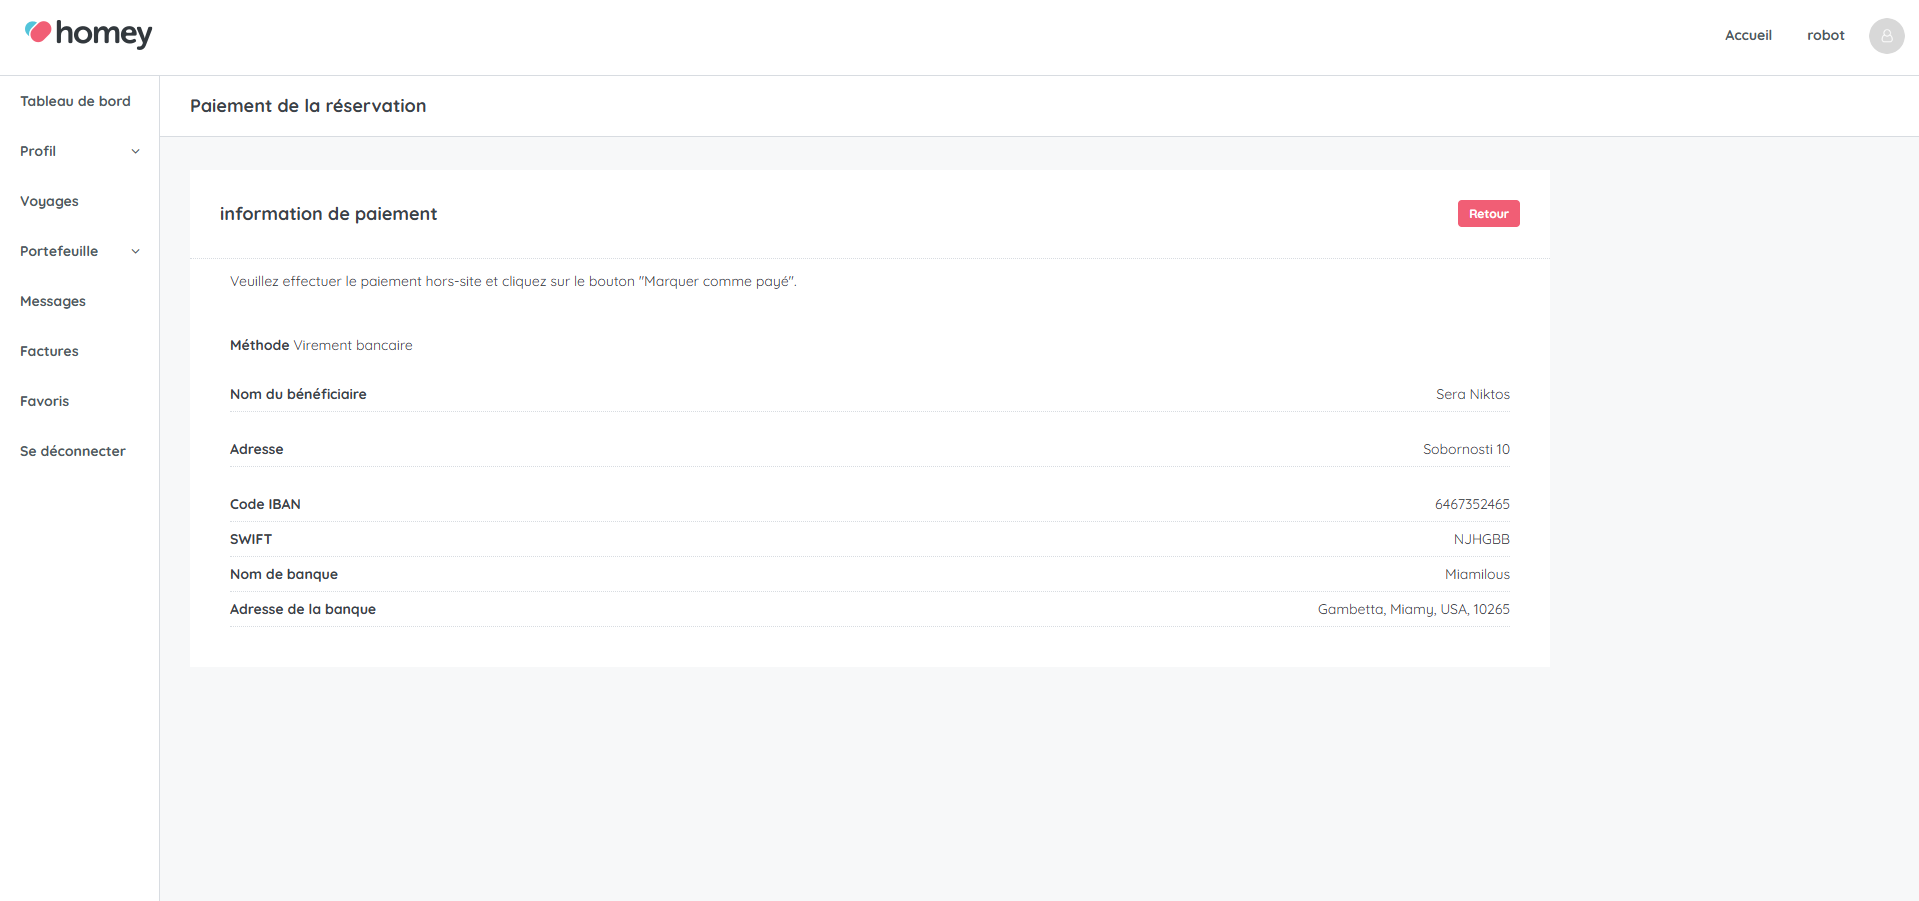 homey
Accueil robot
Tableau de bord
Profil
Voyages
Portefeuille
Messages
Factures
Favoris
Se déconnecter
Paiement de la réservation
information de paiement
Retour
Veuillez effectuer le paiement hors-site et cliquez sur le bouton "Marquer comme payé".
Méthode Virement bancaire
Nom du bénéficiaire Sera Niktos
Adresse Sobornosti 10
Code IBAN 6467352465
SWIFT NJHGBB
Nom de banque Miamilous
Adresse de la banque Gambetta, Miamy, USA, 10265